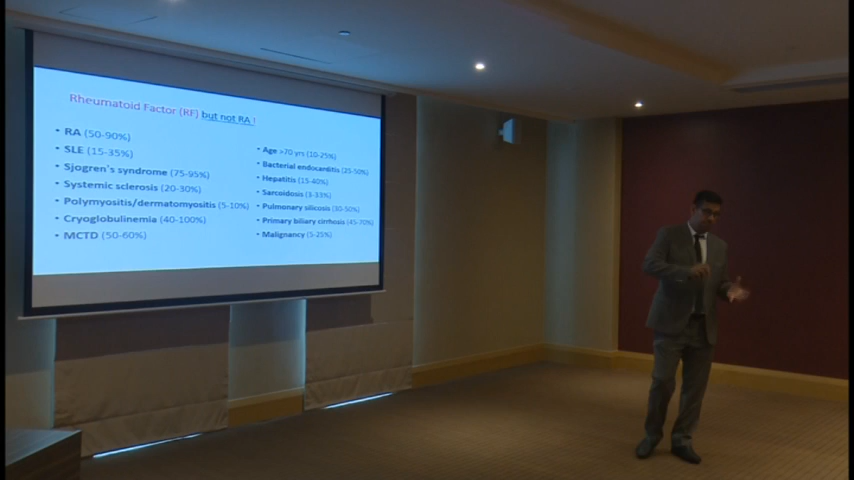 Rheumatoid Factor (RF) but not RA !
• RA (50-90%)
• SLE (15-35%)
• Sjogren's syndrome (75-95%)
• Systemic sclerosis (20-30%)
• Polymyositis/dermatomyositis (5-10%)
• Cryoglobulinemia (40-100%)
• MCTD (50-60%)
• Age >70 yrs (10-25%)
• Bacterial endocarditis (25-50%)
• Hepatitis (15-40%)
• Sarcoidosis (3-33%)
• Pulmonary silicosis (30-50%)
• Primary biliary cirrhosis (45-70%)
• Malignancy (5-25%)